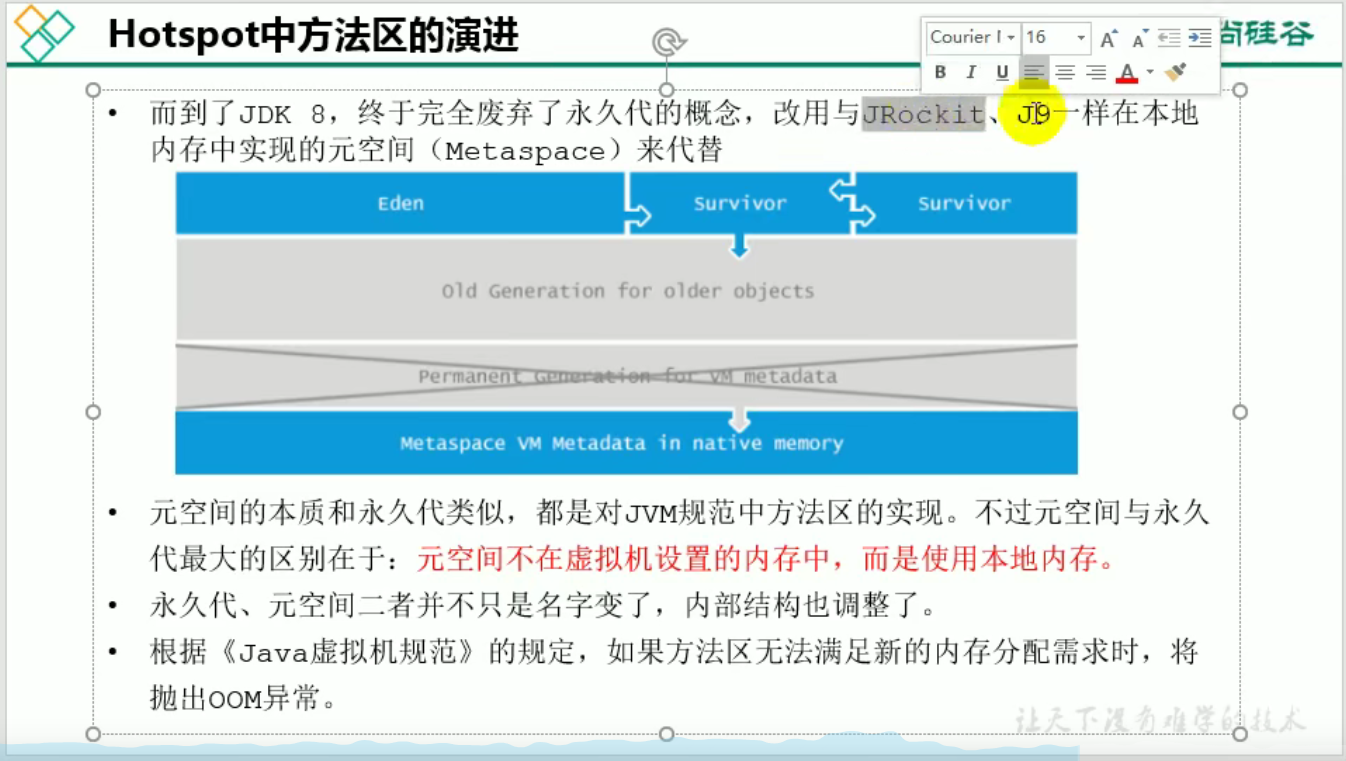 Hotspot中方法区的演进
尚硅谷
Courier
16
B I U A
• 而到了JDK 8，终于完全废弃了永久代的概念，改用与JRockit、J9一样在本地
内存中实现的元空间（Metaspace）来代替
Eden
Survivor
Survivor
Old Generation for older objects
Permanent Generation for VM metadata
Metaspace VM Metadata in native memory
• 元空间的本质和永久代类似，都是对JVM规范中方法区的实现。不过元空间与永久
代最大的区别在于：元空间不在虚拟机设置的内存中，而是使用本地内存。
• 永久代、元空间二者并不只是名字变了，内部结构也调整了。
• 根据《Java虚拟机规范》的规定，如果方法区无法满足新的内存分配需求时，将
抛出OOM异常。
让天下没有难学的技术